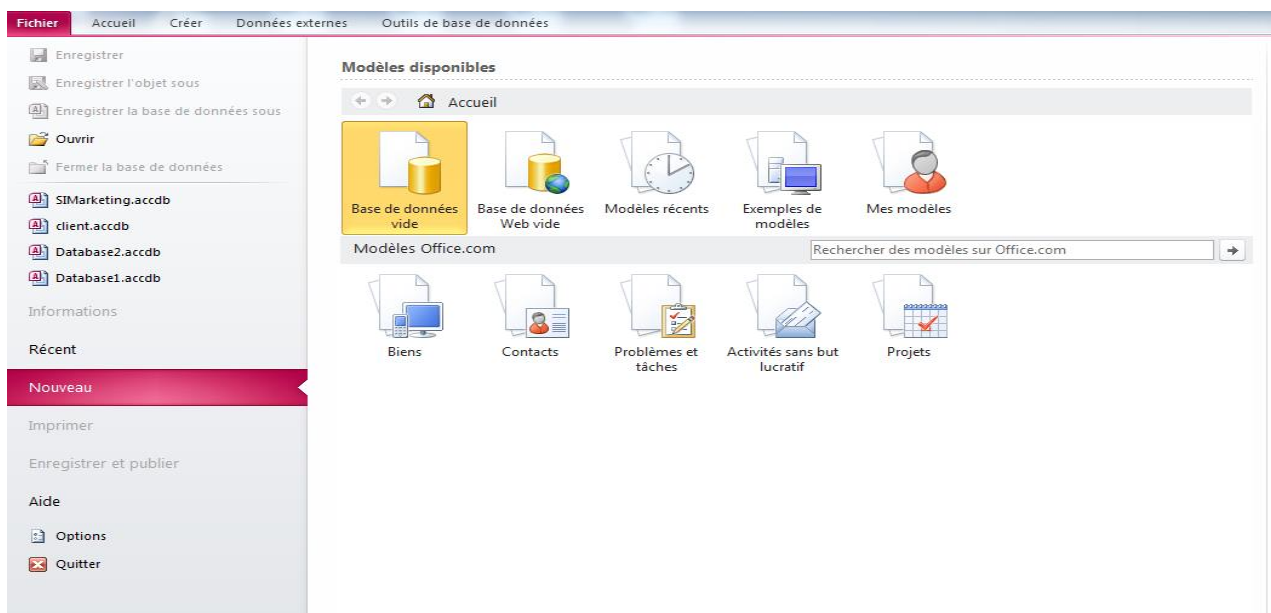 Fichier Accueil Créer Données externes Outils de base de données
Enregistrer
Enregistrer l'objet sous
Enregistrer la base de données sous
Ouvrir
Fermer la base de données
SIMarketing.accdb
client.accdb
Database2.accdb
Database1.accdb
Informations
Récent
Nouveau
Imprimer
Enregistrer et publier
Aide
Options
Quitter
Modèles disponibles
Accueil
Base de données vide
Base de données Web vide
Modèles récents
Exemples de modèles
Mes modèles
Modèles Office.com
Rechercher des modèles sur Office.com
Biens
Contacts
Problèmes et tâches
Activités sans but lucratif
Projets